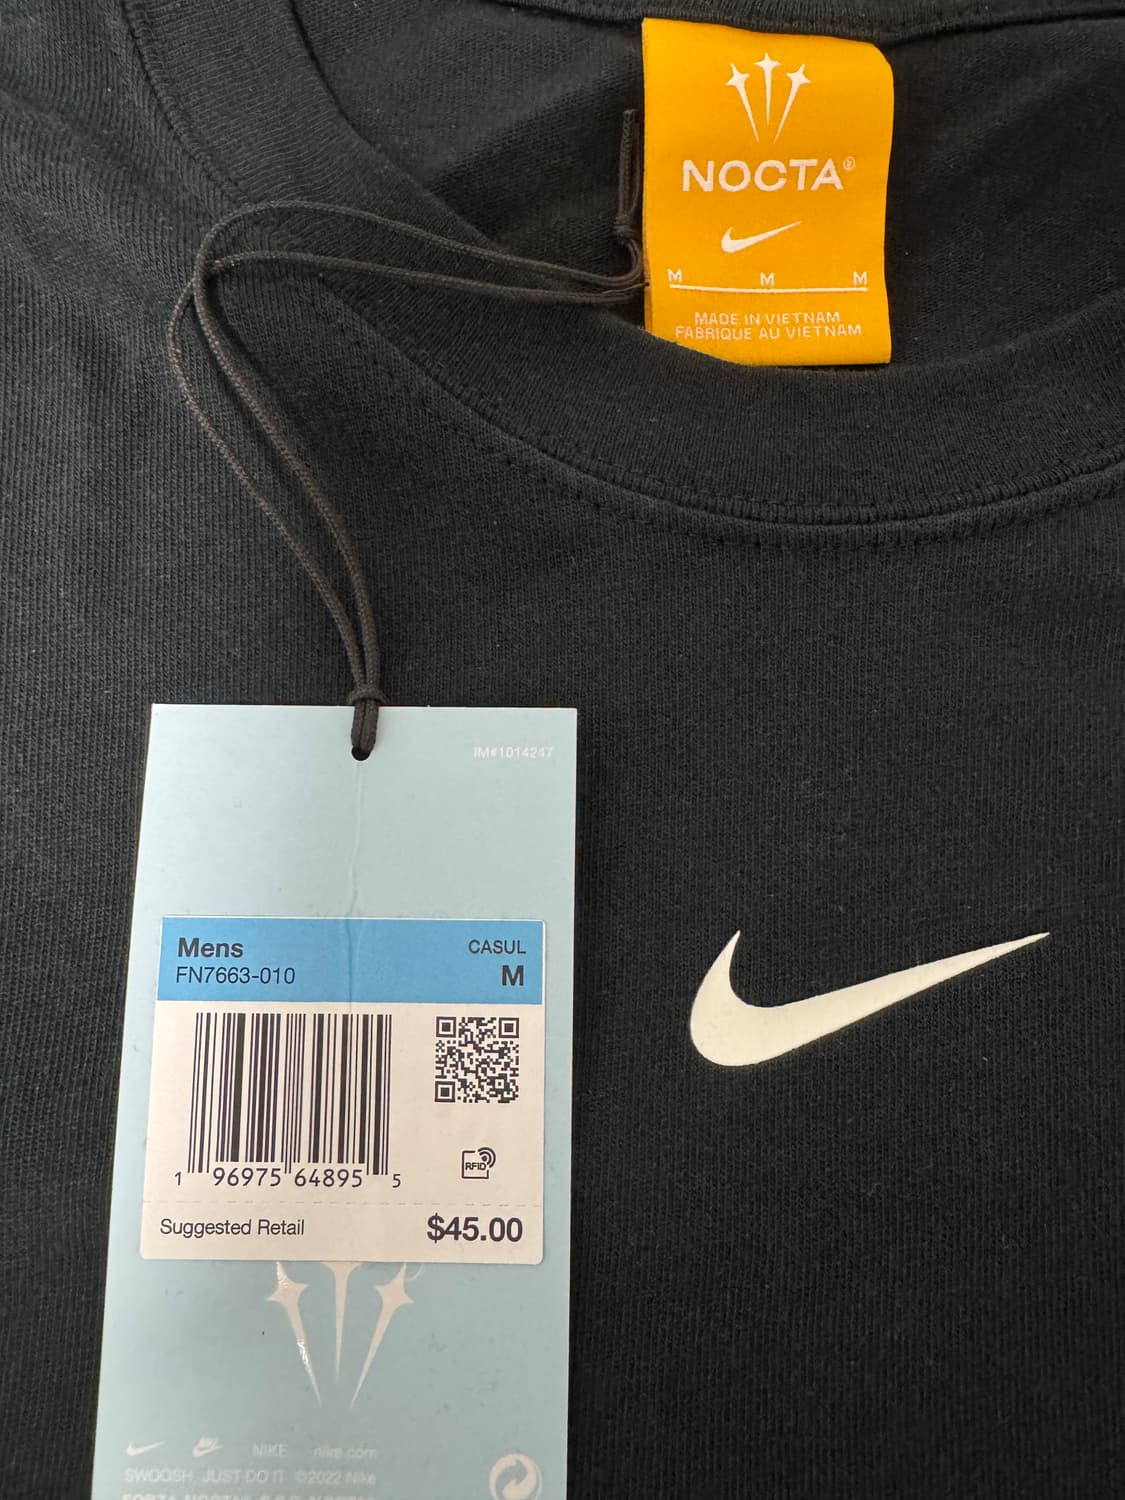 NOCTA®
M M M
MADE IN VIETNAM
FABRIQUE AU VIETNAM
IM#1014247
Mens CASUL
FN7663-010 M
RFID
1 96975 64895 5
Suggested Retail $45.00
NIKE nike.com
SWOOSH JUST DO IT ©2022 Nike